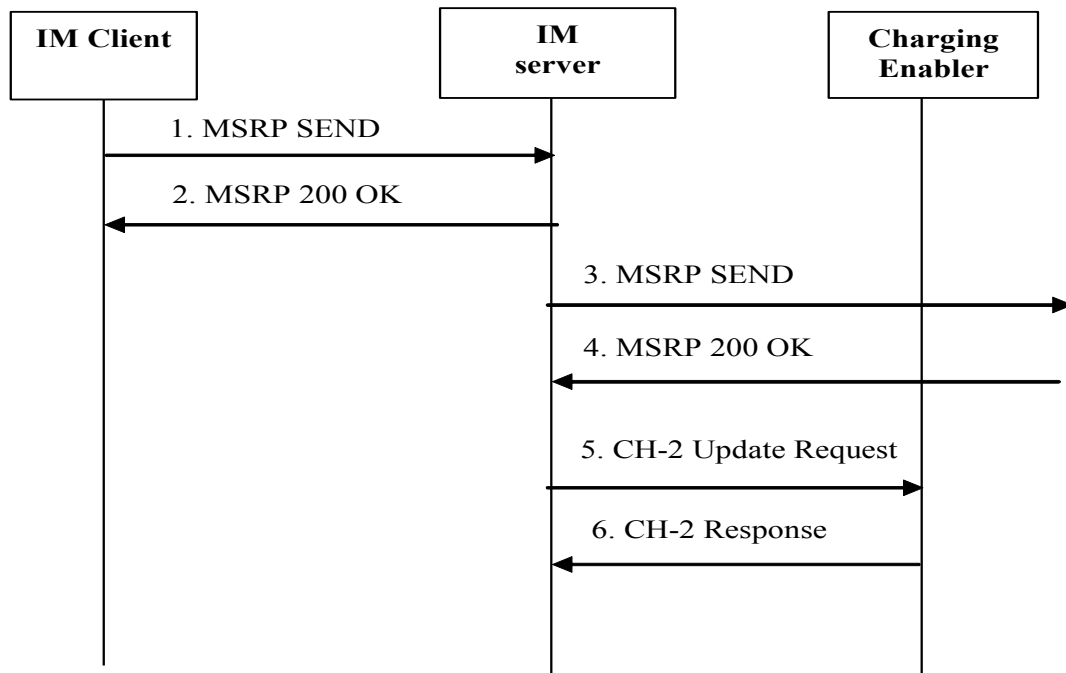 IM Client
IM
server
Charging
Enabler
1. MSRP SEND
2. MSRP 200 OK
3. MSRP SEND
4. MSRP 200 OK
5. CH-2 Update Request
6. CH-2 Response